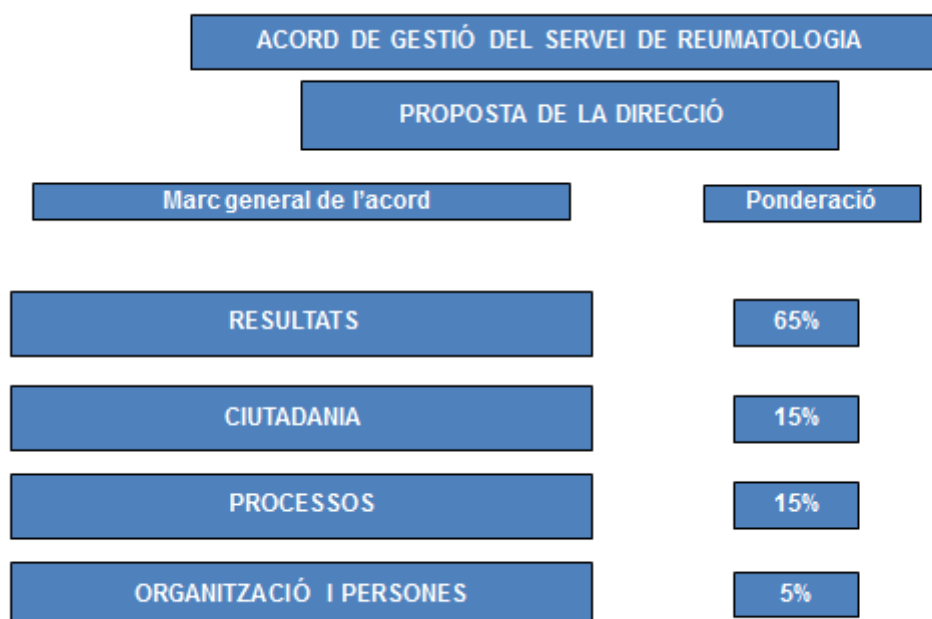 ACORD DE GESTIÓ DEL SERVEI DE REUMATOLOGIA
PROPOSTA DE LA DIRECCIÓ
Marc general de l'acord Ponderació
RESULTATS 65%
CIUTADANIA 15%
PROCESSOS 15%
ORGANITZACIÓ I PERSONES 5%